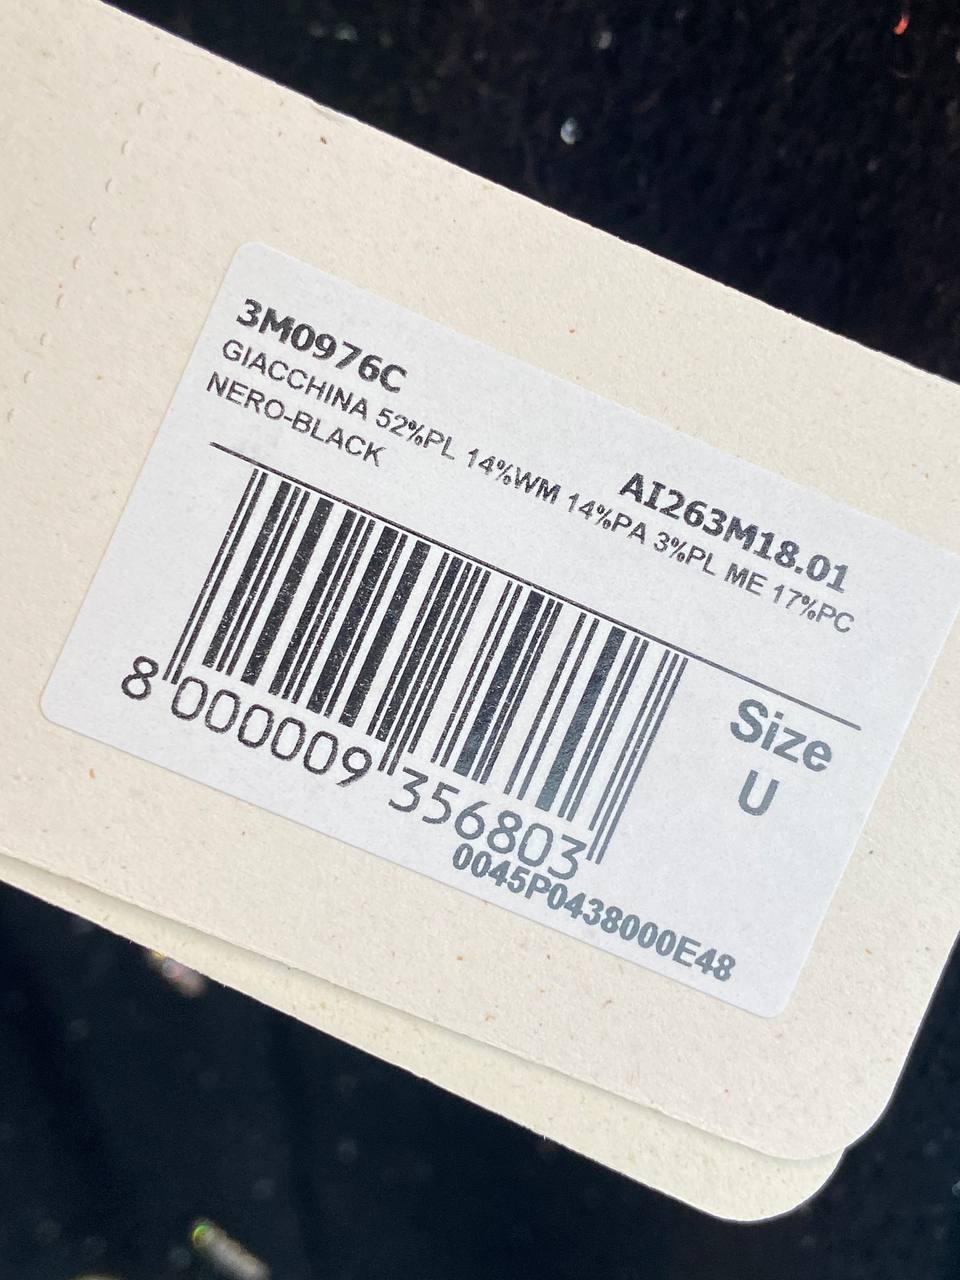 3M0976C
AI263M18.01
GIACCHINA 52%PL 14%WM 14%PA 3%PL ME 17%PC
NERO-BLACK
Size
U
8 000009 356803
0045P0438000E48